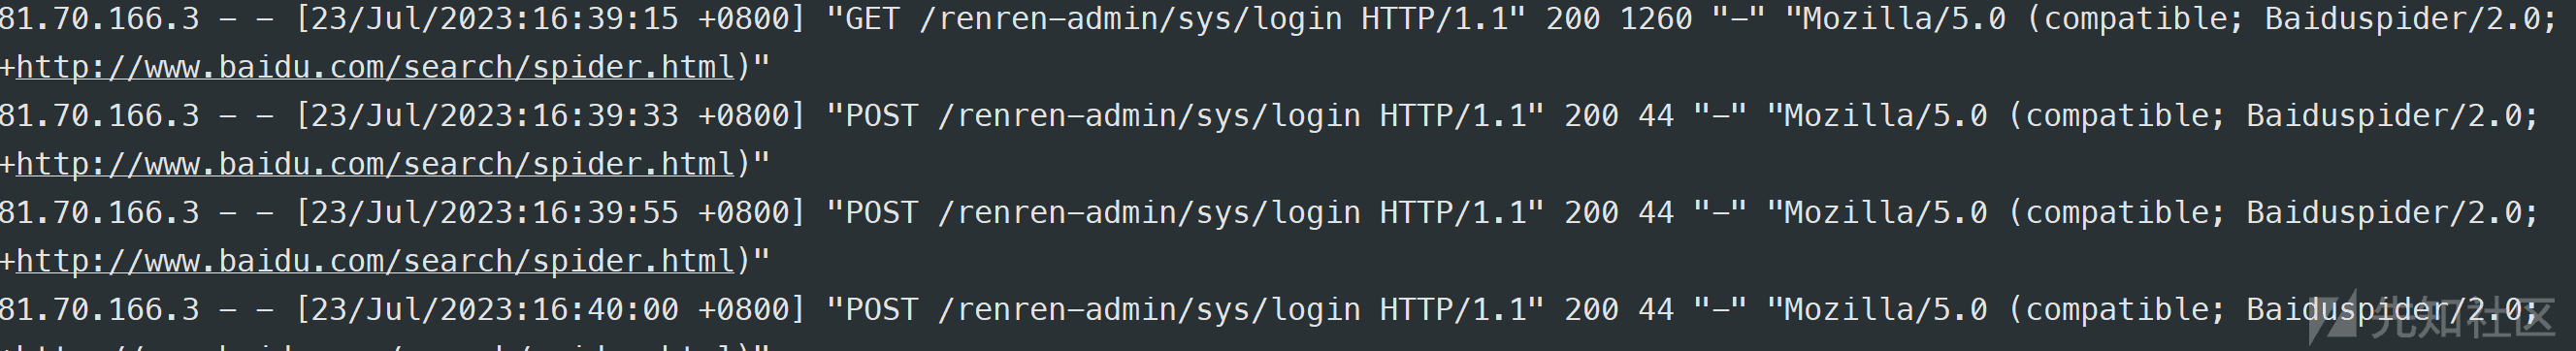 81.70.166.3 - - [23/Jul/2023:16:39:15 +0800] "GET /renren-admin/sys/login HTTP/1.1" 200 1260 "-" "Mozilla/5.0 (compatible; Baiduspider/2.0;
+http://www.baidu.com/search/spider.html)"
81.70.166.3 - - [23/Jul/2023:16:39:33 +0800] "POST /renren-admin/sys/login HTTP/1.1" 200 44 "-" "Mozilla/5.0 (compatible; Baiduspider/2.0;
+http://www.baidu.com/search/spider.html)"
81.70.166.3 - - [23/Jul/2023:16:39:55 +0800] "POST /renren-admin/sys/login HTTP/1.1" 200 44 "-" "Mozilla/5.0 (compatible; Baiduspider/2.0;
+http://www.baidu.com/search/spider.html)"
81.70.166.3 - - [23/Jul/2023:16:40:00 +0800] "POST /renren-admin/sys/login HTTP/1.1" 200 44 "-" "Mozilla/5.0 (compatible; Baiduspider/2.0;
先知社区